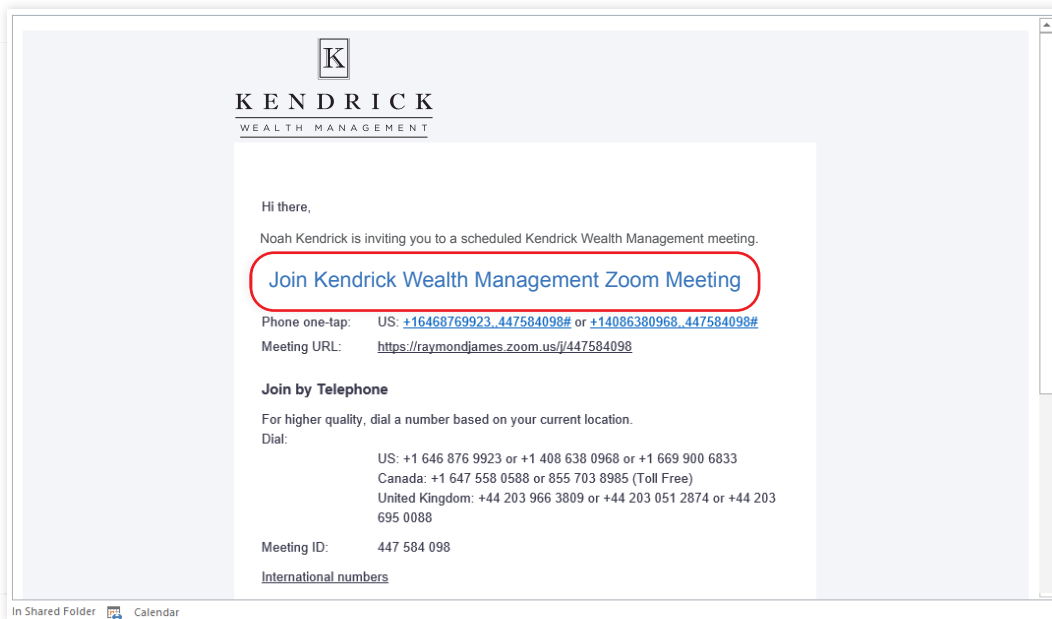 K
KENDRICK
WEALTH MANAGEMENT
Hi there,
Noah Kendrick is inviting you to a scheduled Kendrick Wealth Management meeting.
Join Kendrick Wealth Management Zoom Meeting
Phone one-tap: US: +16468769923,,447584098# or +14086380968,,447584098#
Meeting URL: https://raymondjames.zoom.us/j/447584098
Join by Telephone
For higher quality, dial a number based on your current location.
Dial:
US: +1 646 876 9923 or +1 408 638 0968 or +1 669 900 6833
Canada: +1 647 558 0588 or 855 703 8985 (Toll Free)
United Kingdom: +44 203 966 3809 or +44 203 051 2874 or +44 203
695 0088
Meeting ID: 447 584 098
International numbers
In Shared Folder Calendar